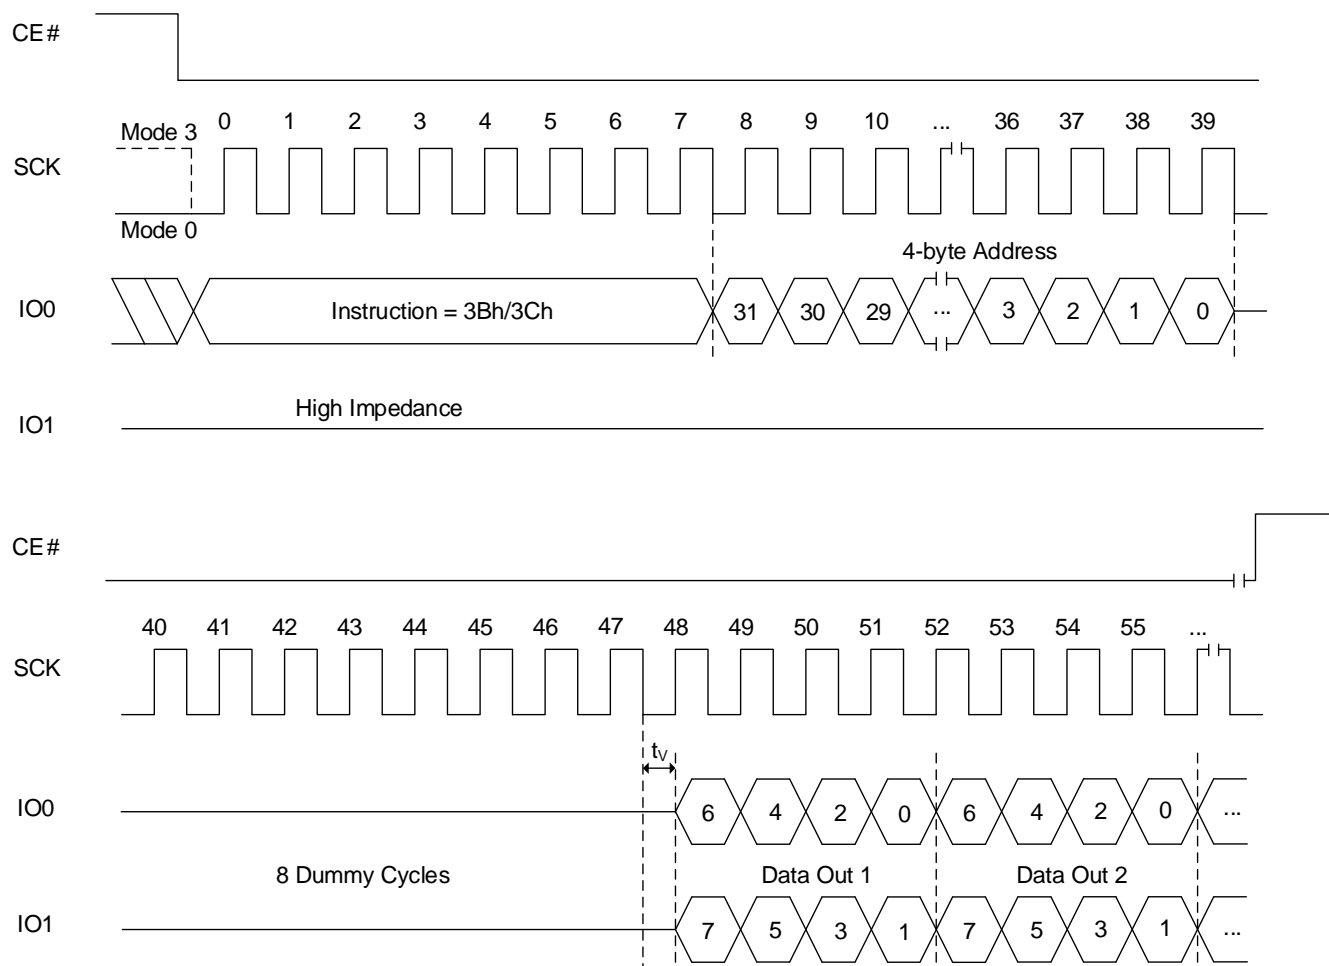 CE#
0 1 2 3 4 5 6 7 8 9 10 ... 36 37 38 39
Mode 3
SCK
Mode 0
4-byte Address
IO0 Instruction = 3Bh/3Ch 31 30 29 ... 3 2 1 0
High Impedance
IO1
CE#
40 41 42 43 44 45 46 47 48 49 50 51 52 53 54 55 ...
SCK
tV
IO0 6 4 2 0 6 4 2 0 ...
8 Dummy Cycles Data Out 1 Data Out 2
IO1 7 5 3 1 7 5 3 1 ...